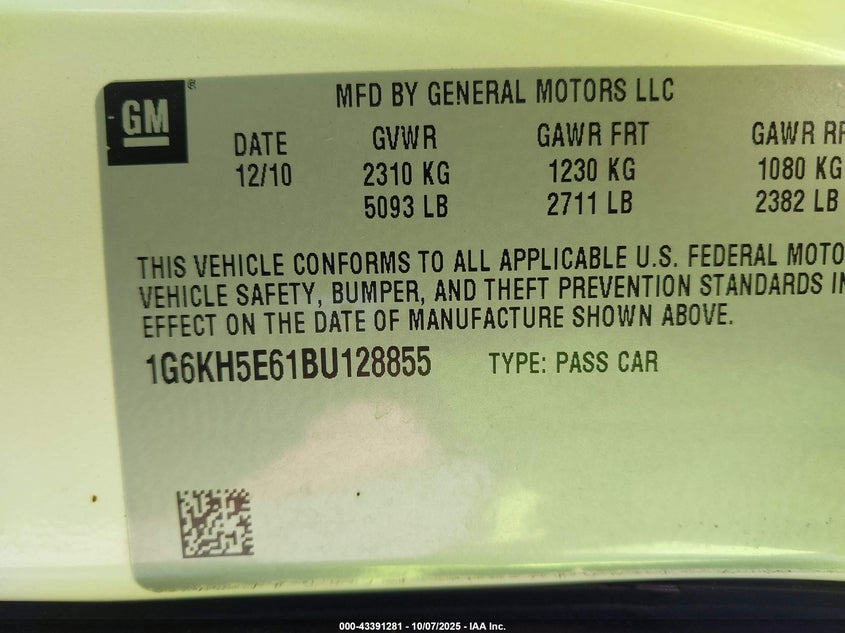 GM
MFD BY GENERAL MOTORS LLC
DATE GVWR GAWR FRT GAWR
12/10 2310 KG 1230 KG 1080 KG
5093 LB 2711 LB 2382 LB
THIS VEHICLE CONFORMS TO ALL APPLICABLE U.S. FEDERAL
VEHICLE SAFETY, BUMPER, AND THEFT PREVENTION STANDARDS IN
EFFECT ON THE DATE OF MANUFACTURE SHOWN ABOVE.
1G6KH5E61BU128855 TYPE: PASS CAR
000-43391281 - 10/07/2025 - IAA Inc.